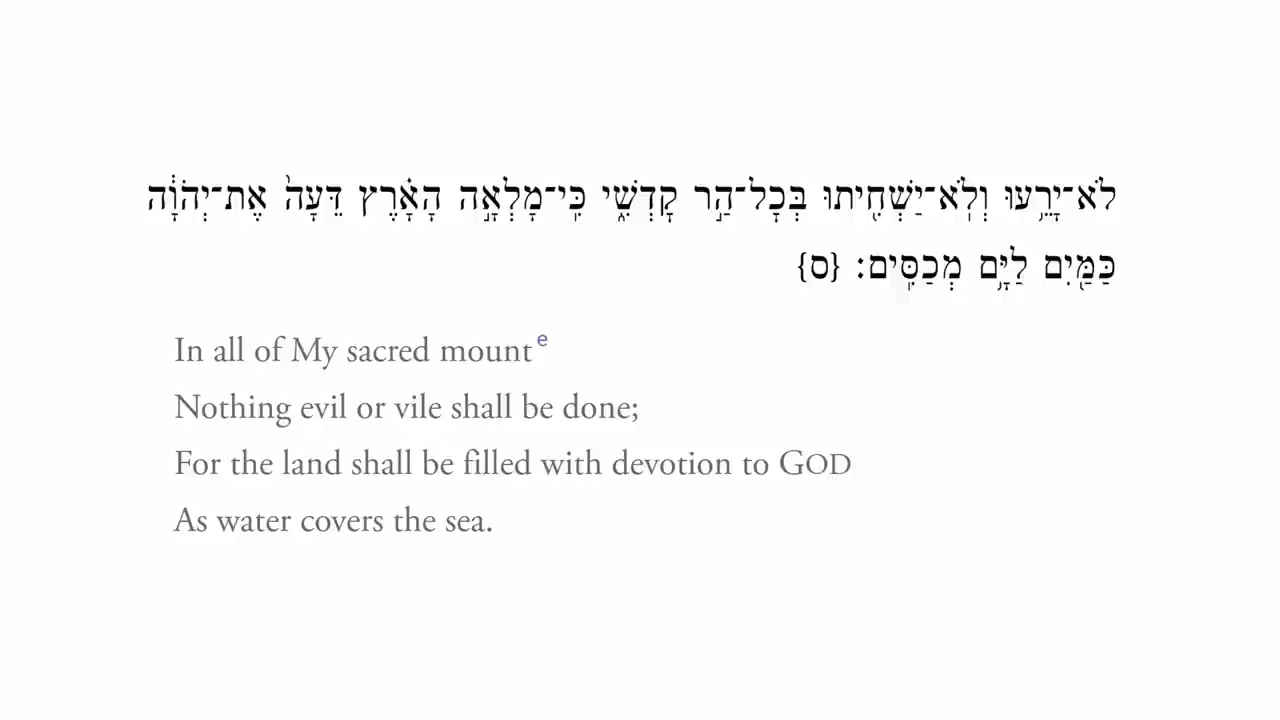 לֹא־יָרֵ֥עוּ וְלֹֽא־יַשְׁחִ֖יתוּ בְּכׇל־הַ֣ר קׇדְשִׁ֑י כִּֽי־מָלְאָ֣ה הָאָ֗רֶץ דֵּעָה֙ אֶת־יְהֹוָ֔ה
כַּמַּ֖יִם לַיָּ֥ם מְכַסִּֽים׃ {ס}
In all of My sacred mount e
Nothing evil or vile shall be done;
For the land shall be filled with devotion to GOD
As water covers the sea.